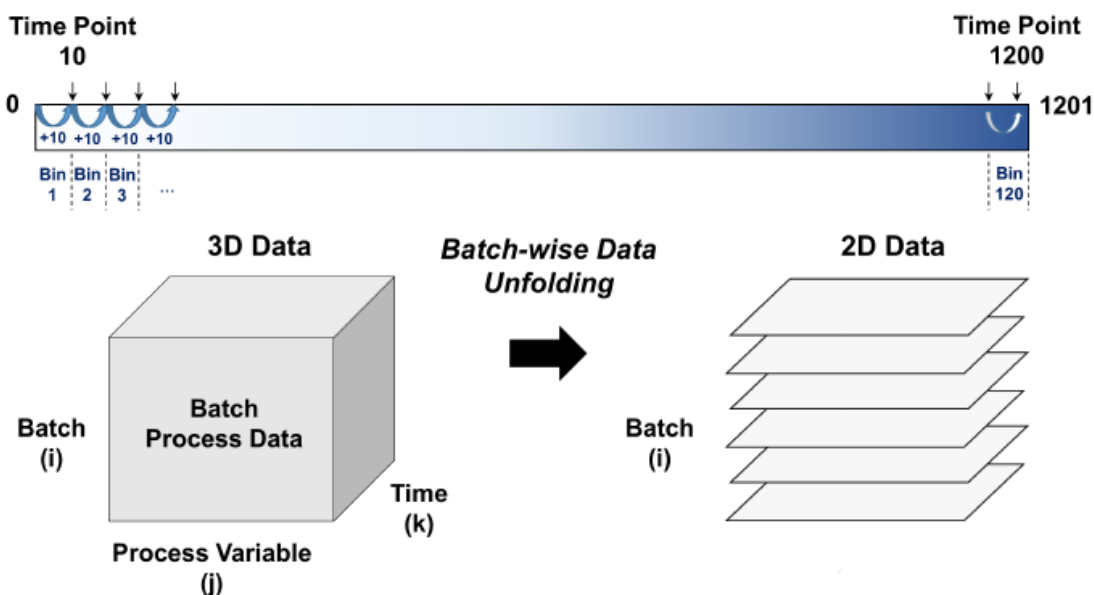 Time Point
10
Time Point
1200
0
1201
+10 +10 +10 +10
Bin
1
Bin
2
Bin
3
...
Bin
120
3D Data
Batch-wise Data
Unfolding
2D Data
Batch
Process Data
Batch
(i)
Time
(k)
Process Variable
(j)
Batch
(i)